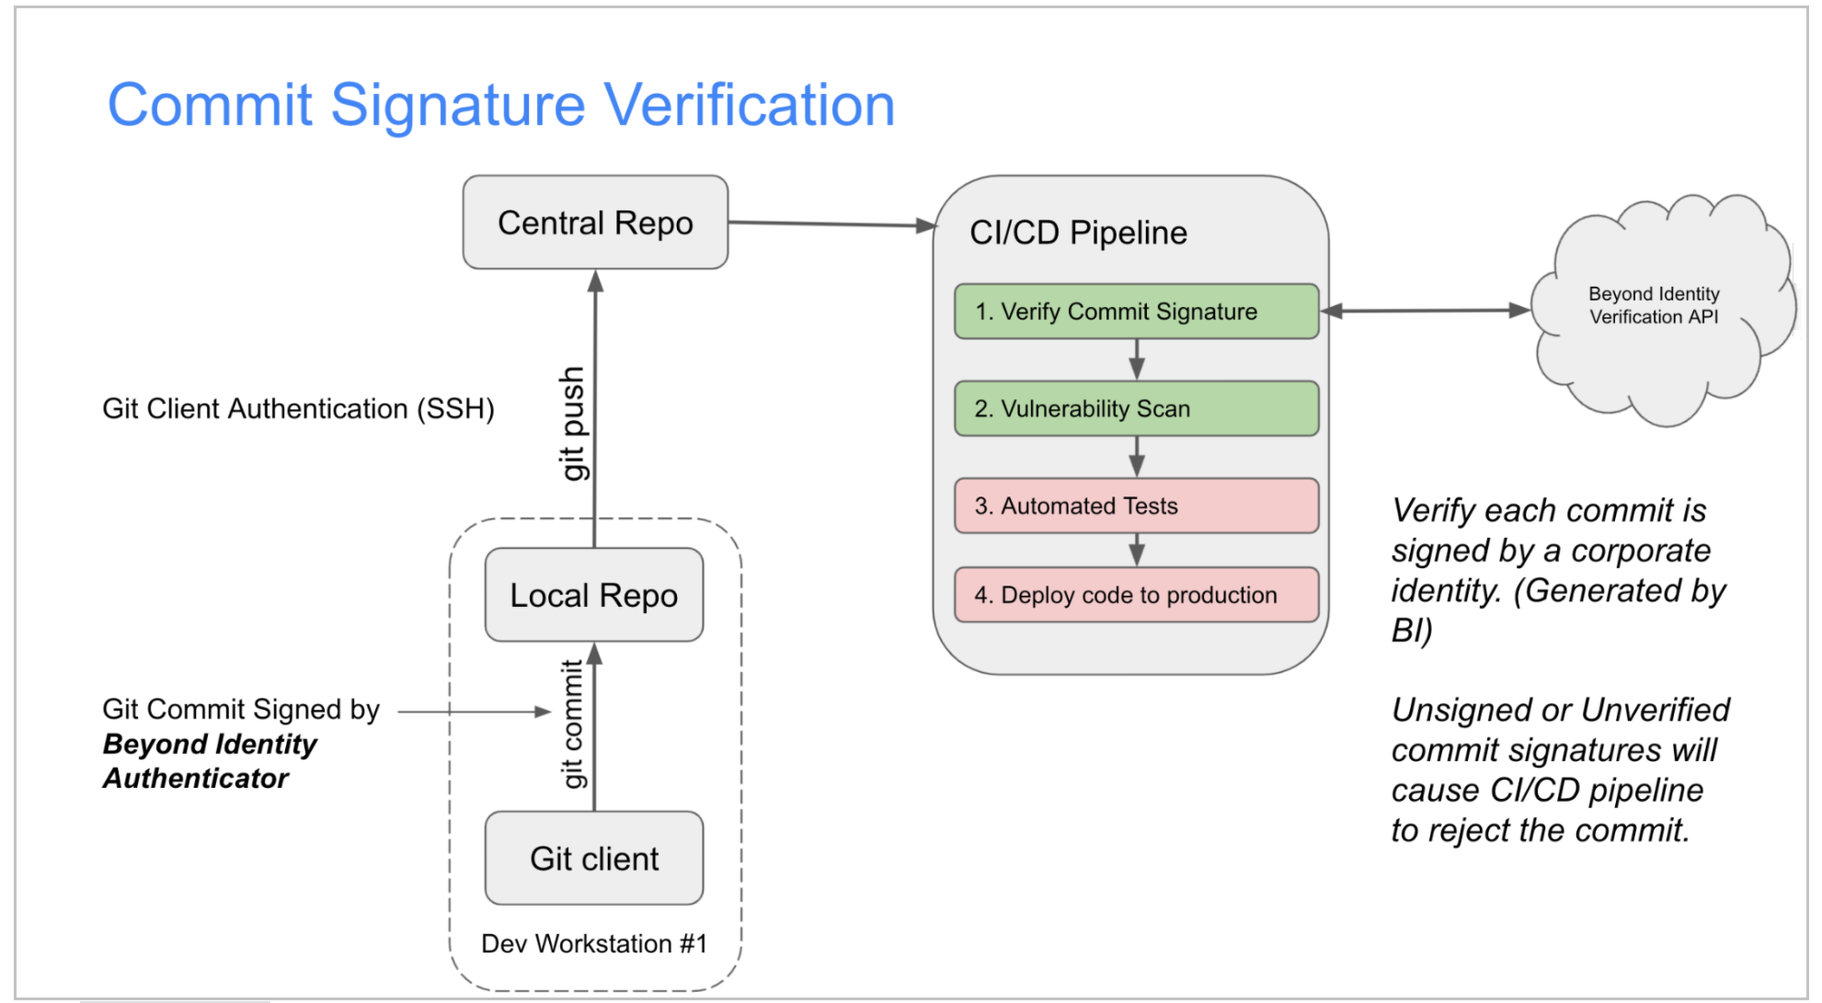 Commit Signature Verification
Central Repo
CI/CD Pipeline
1. Verify Commit Signature
2. Vulnerability Scan
3. Automated Tests
4. Deploy code to production
Beyond Identity
Verification API
Git Client Authentication (SSH)
git push
Local Repo
Git Commit Signed by
Beyond Identity
Authenticator
git commit
Git client
Dev Workstation #1
Verify each commit is
signed by a corporate
identity. (Generated by
BI)
Unsigned or Unverified
commit signatures will
cause CI/CD pipeline
to reject the commit.